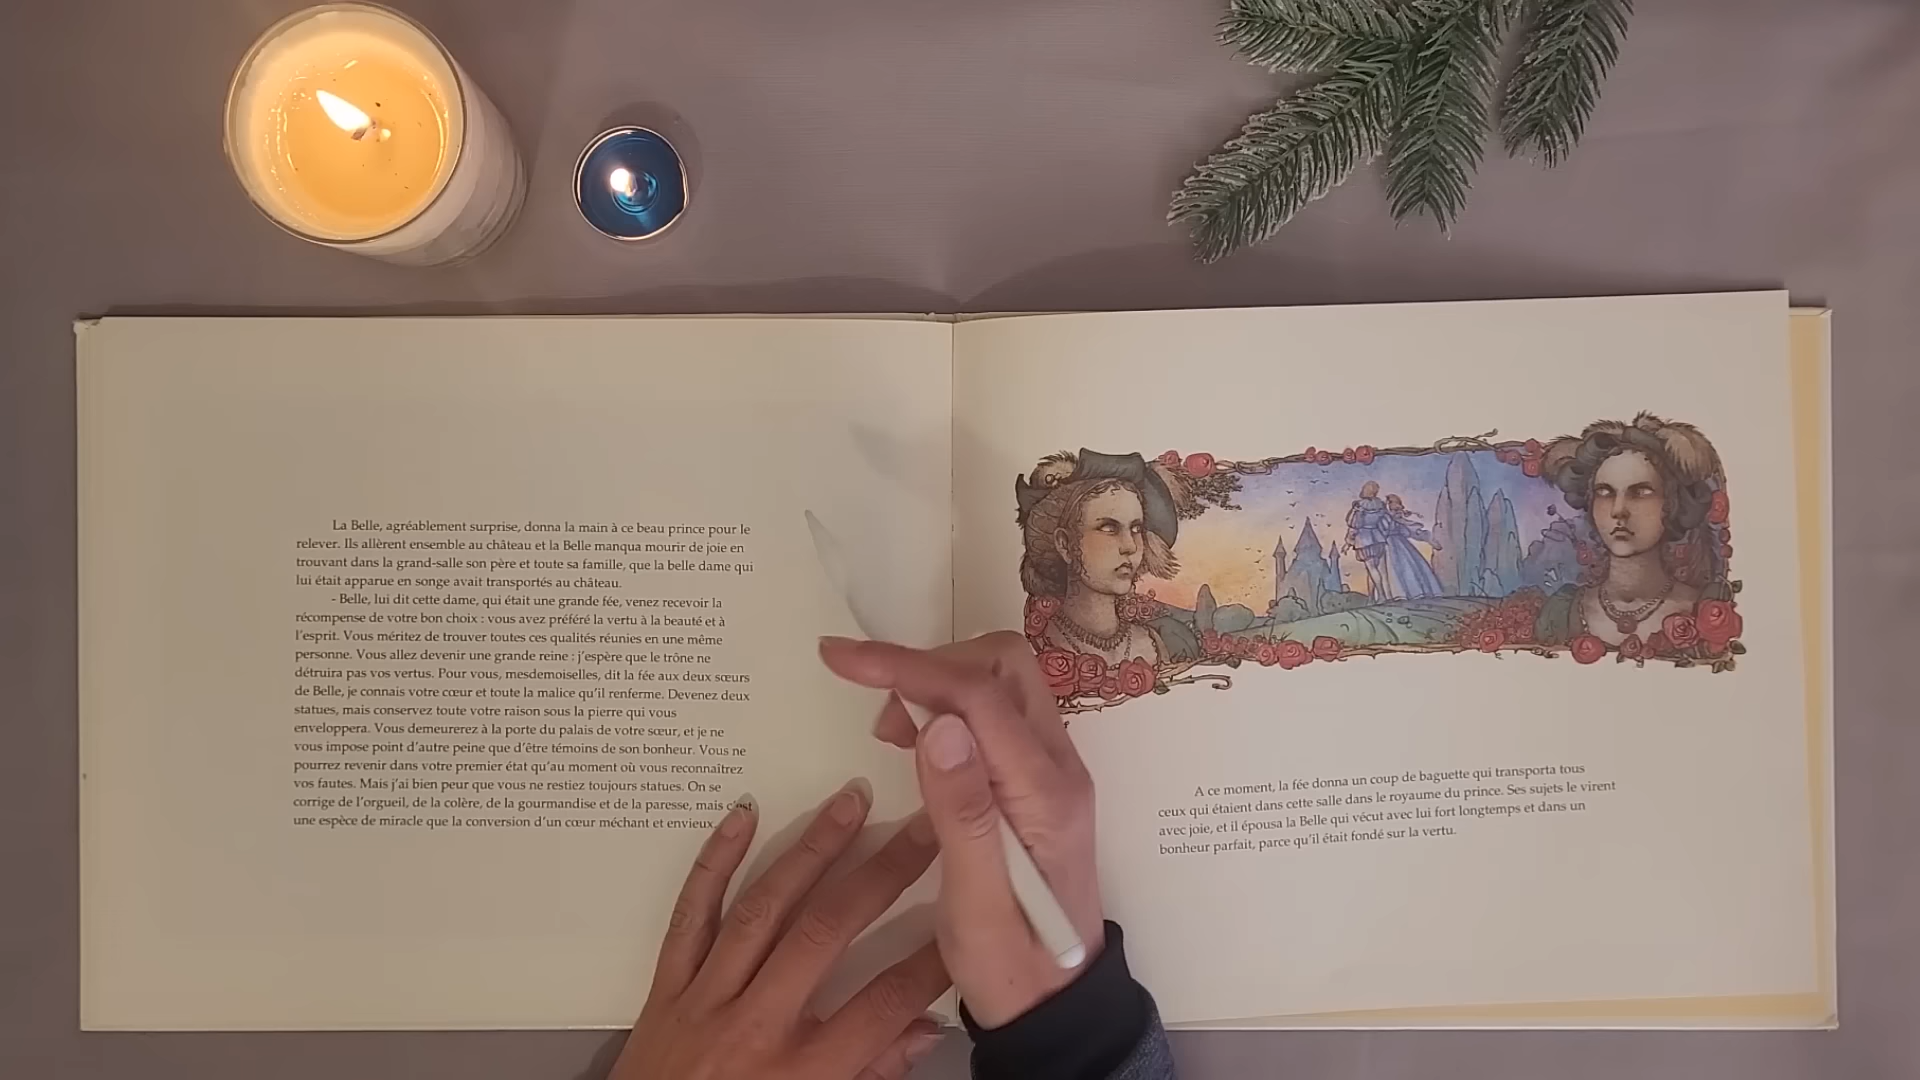 La Belle, agréablement surprise, donna la main à ce beau prince pour le
relever. Ils allèrent ensemble au château et la Belle manqua mourir de joie en
trouvant dans la grand-salle son père et toute sa famille, que la belle dame qui
lui était apparue en songe avait transportés au château.
- Belle, lui dit cette dame, qui était une grande fée, venez recevoir la
récompense de votre bon choix : vous avez préféré la vertu à la beauté et à
l'esprit. Vous méritez de trouver toutes ces qualités réunies en une même
personne. Vous allez devenir une grande reine : j'espère que le trône ne
détruira pas vos vertus. Pour vous, mesdemoiselles, dit la fée aux deux sœurs
de Belle, je connais votre cœur et toute la malice qu'il renferme. Devenez deux
statues, mais conservez toute votre raison sous la pierre qui vous
enveloppera. Vous demeurerez à la porte du palais de votre sœur, et je ne
vous impose point d'autre peine que d'être témoins de son bonheur. Vous ne
pourrez revenir dans votre premier état qu'au moment où vous reconnaîtrez
vos fautes. Mais j'ai bien peur que vous ne restiez toujours statues. On se
corrige de l'orgueil, de la colère, de la gourmandise et de la paresse, mais c'est
une espèce de miracle que la conversion d'un cœur méchant et envieux.
A ce moment, la fée donna un coup de baguette qui transporta tous
ceux qui étaient dans cette salle dans le royaume du prince. Ses sujets le virent
avec joie, et il épousa la Belle qui vécut avec lui fort longtemps et dans un
bonheur parfait, parce qu'il était fondé sur la vertu.